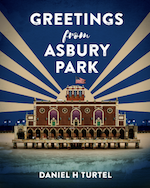 GREETINGS
from
ASBURY
PARK
DANIEL H TURTEL